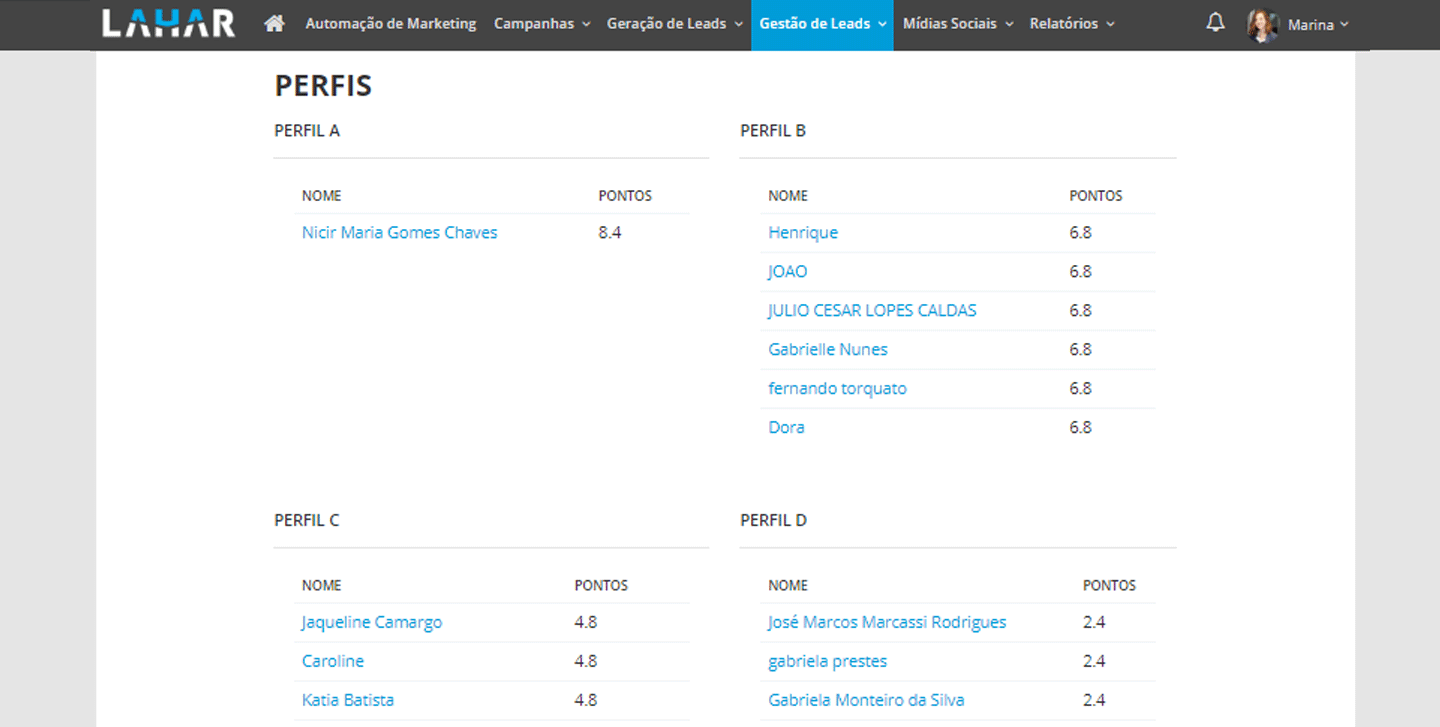 LAHAR Automação de Marketing Campanhas Geração de Leads Gestão de Leads Mídias Sociais Relatórios Marina
PERFIS
PERFIL A
NOME PONTOS
Nicir Maria Gomes Chaves 8.4
PERFIL B
NOME PONTOS
Henrique 6.8
JOAO 6.8
JULIO CESAR LOPES CALDAS 6.8
Gabrielle Nunes 6.8
fernando torquato 6.8
Dora 6.8
PERFIL C
NOME PONTOS
Jaqueline Camargo 4.8
Caroline 4.8
Katia Batista 4.8
PERFIL D
NOME PONTOS
José Marcos Marcassi Rodrigues 2.4
gabriela prestes 2.4
Gabriela Monteiro da Silva 2.4